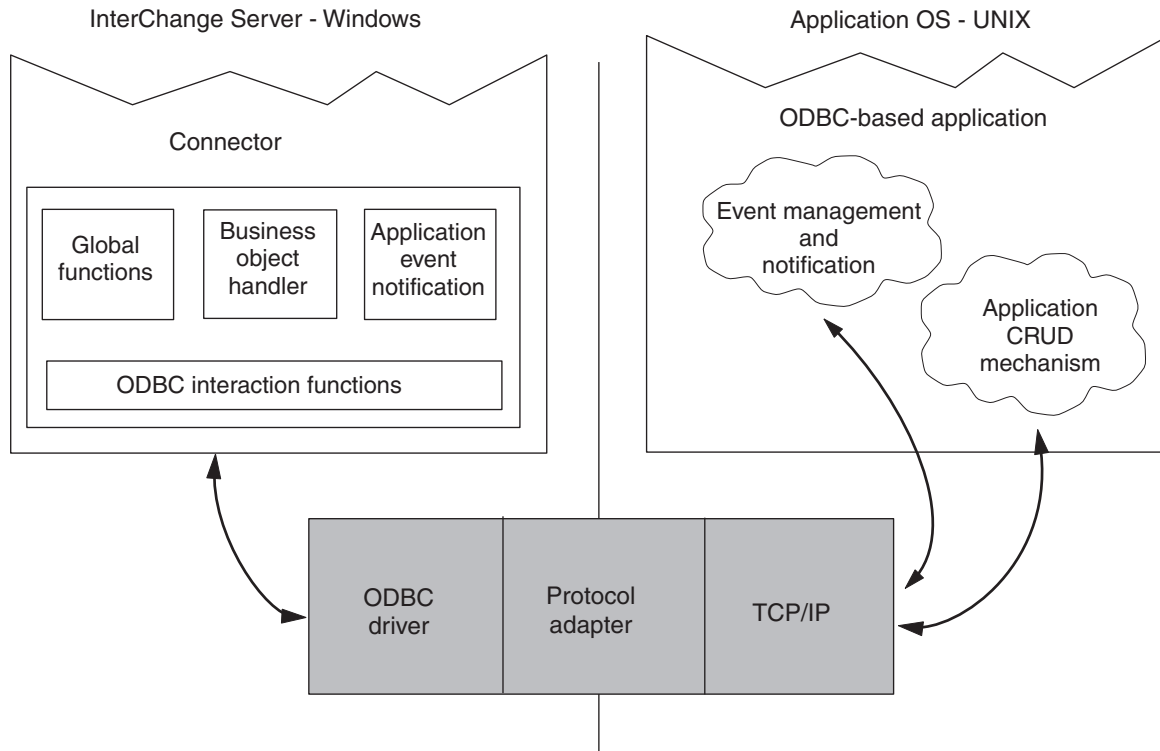 InterChange Server - Windows
Application OS - UNIX
Connector
Global
functions
Business
object
handler
Application
event
notification
ODBC interaction functions
ODBC-based application
Event management
and
notification
Application
CRUD
mechanism
ODBC
driver
Protocol
adapter
TCP/IP